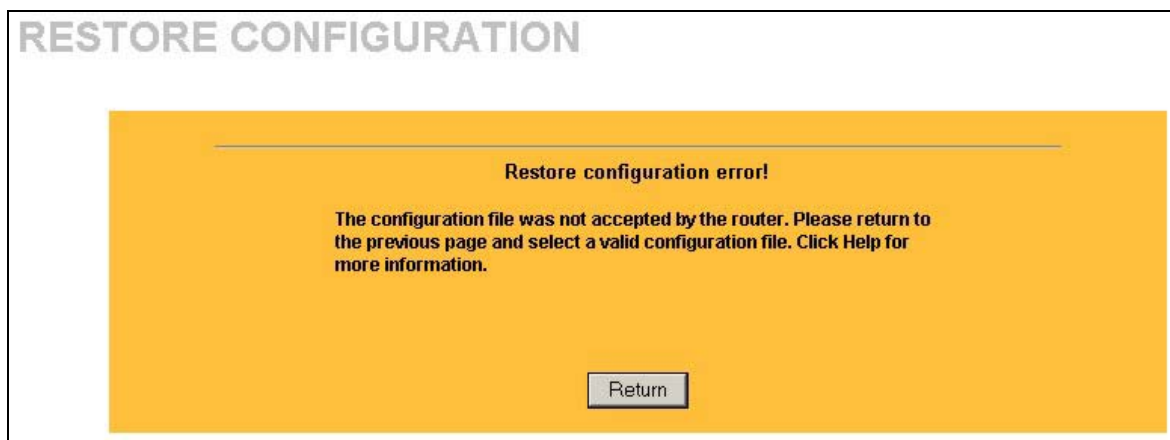 RESTORE CONFIGURATION
Restore configuration error!
The configuration file was not accepted by the router. Please return to
the previous page and select a valid configuration file. Click Help for
more information.
Return